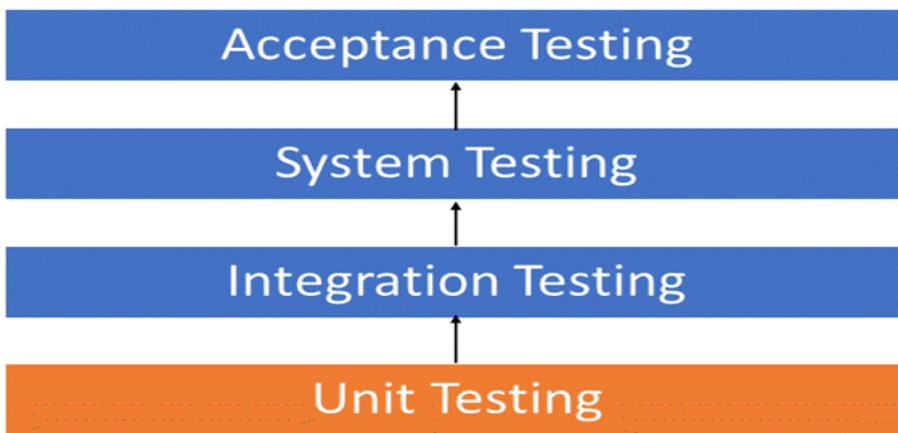 Acceptance Testing
System Testing
Integration Testing
Unit Testing